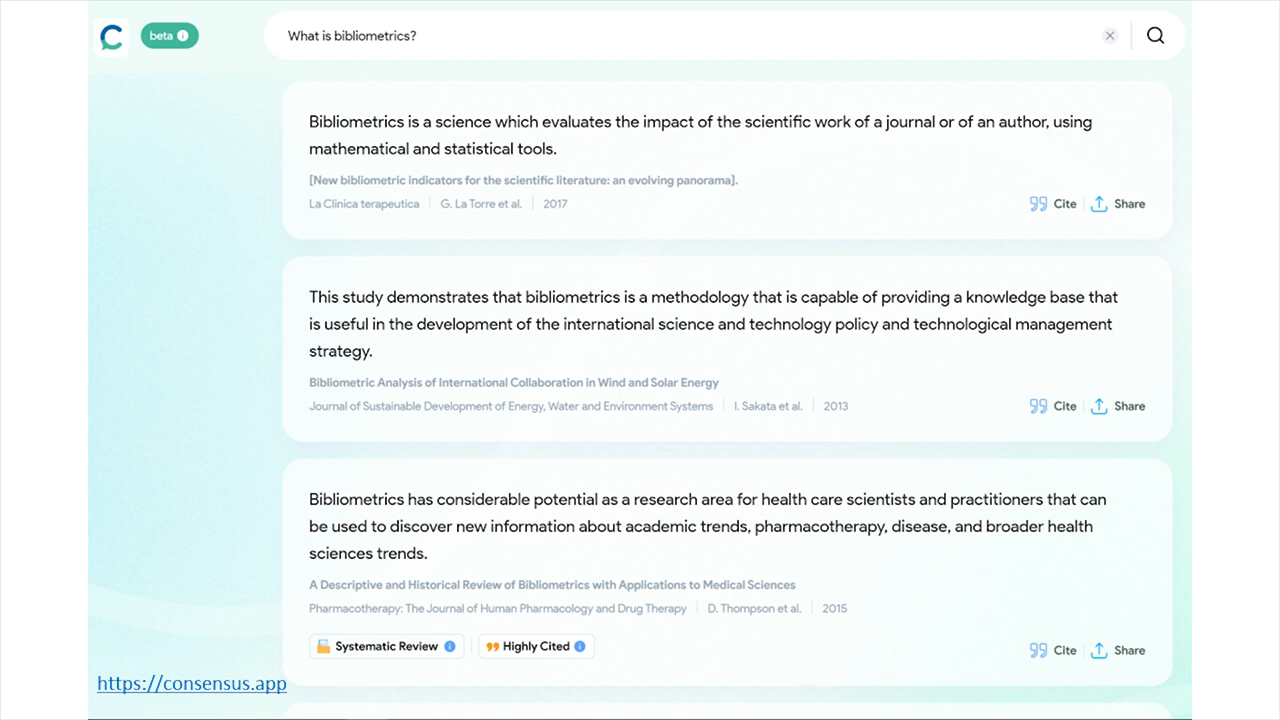 beta
What is bibliometrics?
Bibliometrics is a science which evaluates the impact of the scientific work of a journal or of an author, using
mathematical and statistical tools.
[New bibliometric indicators for the scientific literature: an evolving panorama].
La Clinica terapeutica | G. La Torre et al. | 2017
Cite | Share
This study demonstrates that bibliometrics is a methodology that is capable of providing a knowledge base that
is useful in the development of the international science and technology policy and technological management
strategy.
Bibliometric Analysis of International Collaboration in Wind and Solar Energy
Journal of Sustainable Development of Energy, Water and Environment Systems | I. Sakata et al. | 2013
Cite | Share
Bibliometrics has considerable potential as a research area for health care scientists and practitioners that can
be used to discover new information about academic trends, pharmacotherapy, disease, and broader health
sciences trends.
A Descriptive and Historical Review of Bibliometrics with Applications to Medical Sciences
Pharmacotherapy: The Journal of Human Pharmacology and Drug Therapy | D. Thompson et al. | 2015
Systematic Review | Highly Cited
Cite | Share
https://consensus.app